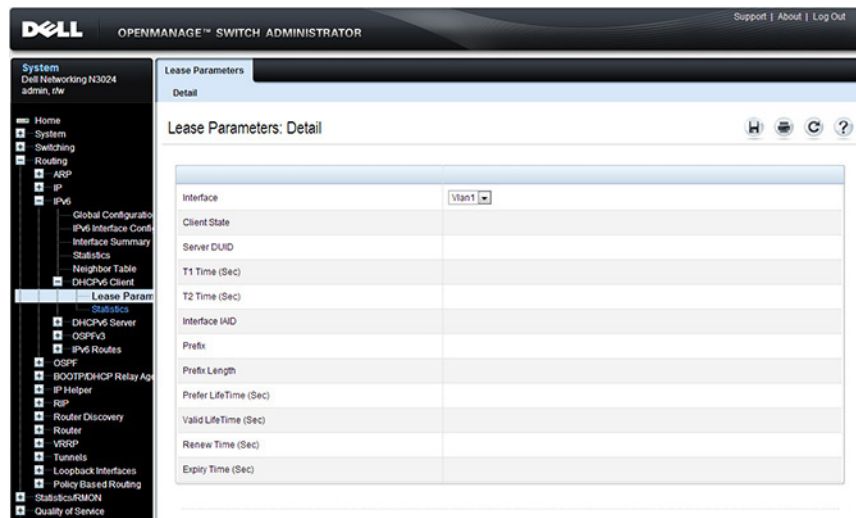 DELL
OPENMANAGE™ SWITCH ADMINISTRATOR
Support | About | Log Out
System
Dell Networking N3024
admin, r/w
Home
System
Switching
Routing
ARP
IP
IPv6
Global Configuratio
IPv6 Interface Confi
Interface Summary
Statistics
Neighbor Table
DHCPv6 Client
Lease Param
Statistics
DHCPv6 Server
OSPFv3
IPv6 Routes
OSPF
BOOTP/DHCP Relay Age
IP Helper
RIP
Router Discovery
Router
VRRP
Tunnels
Loopback Interfaces
Policy Based Routing
Statistics/RMON
Quality of Service
Lease Parameters
Detail
Lease Parameters: Detail
Interface Vlan1
Client State
Server DUID
T1 Time (Sec)
T2 Time (Sec)
Interface IAID
Prefix
Prefix Length
Prefer LifeTime (Sec)
Valid LifeTime (Sec)
Renew Time (Sec)
Expiry Time (Sec)